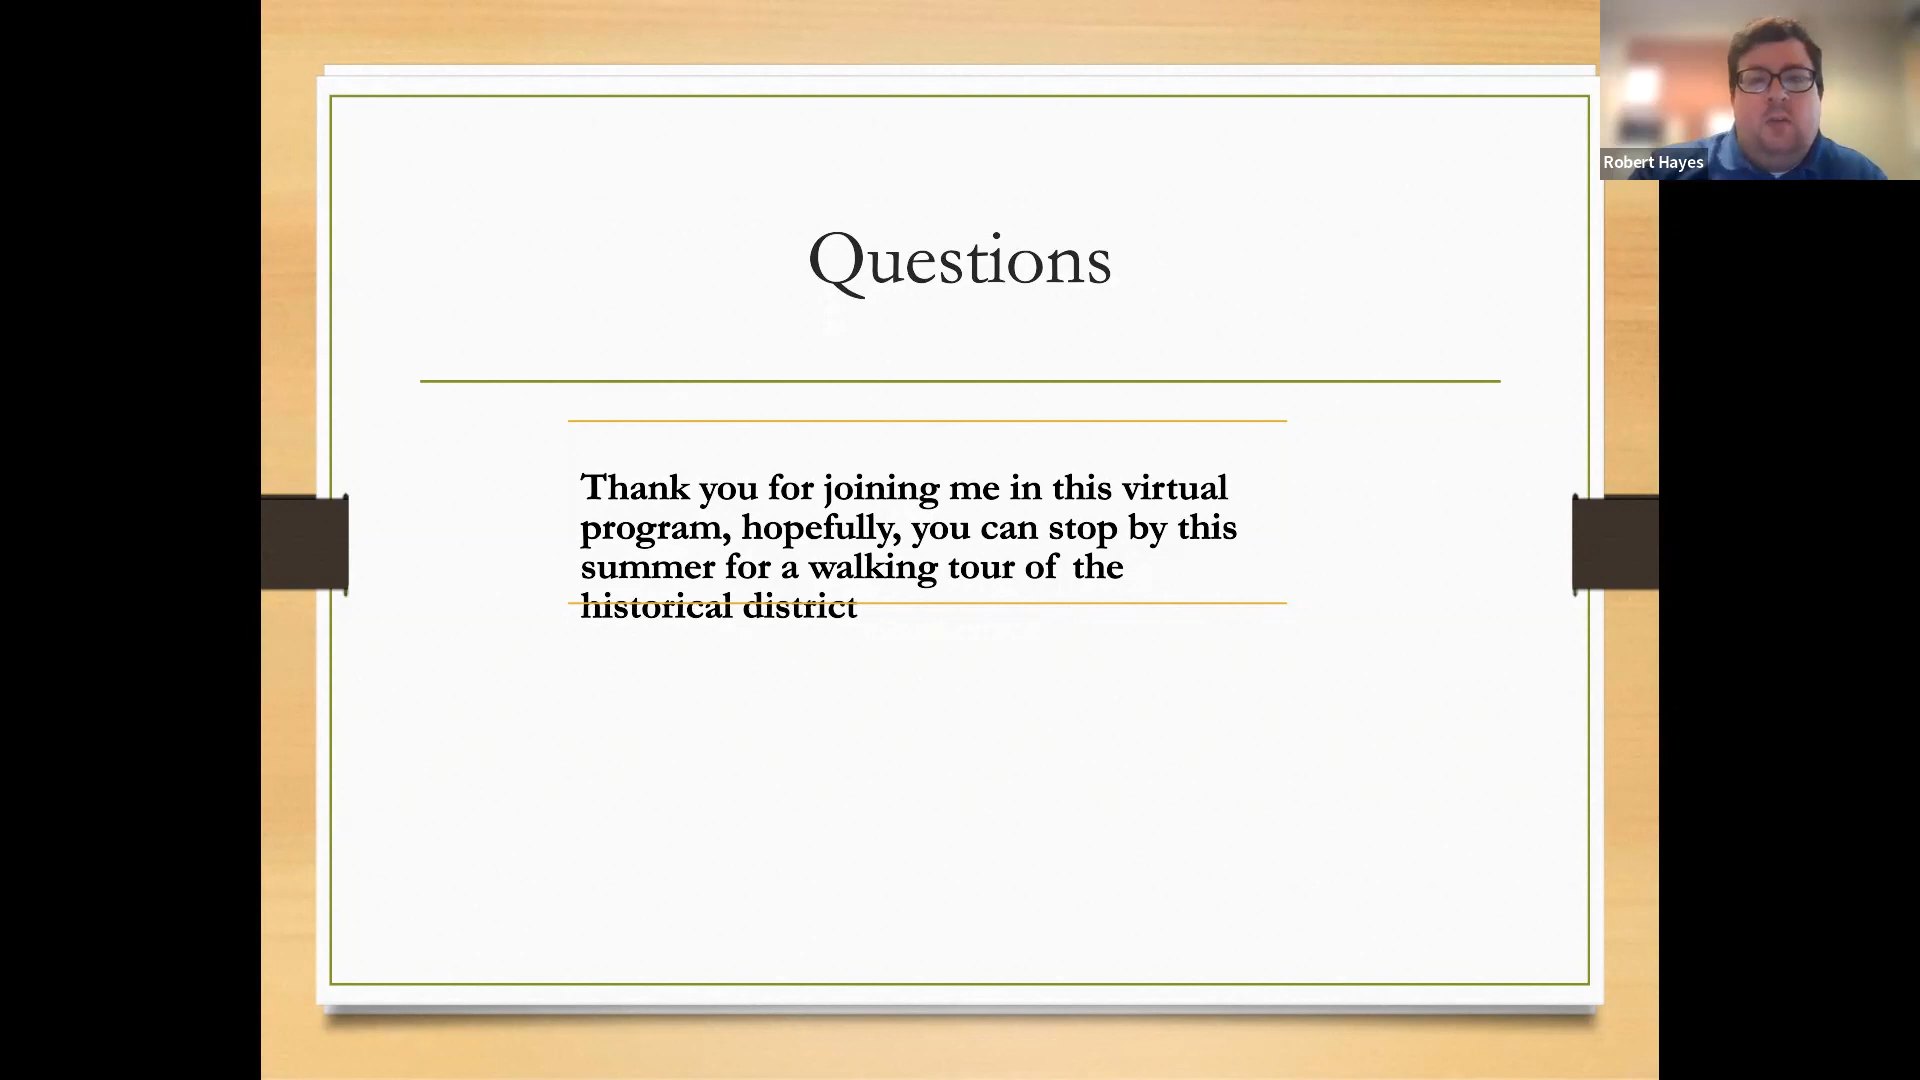 Questions
Thank you for joining me in this virtual
program, hopefully, you can stop by this
summer for a walking tour of the
historical district
Robert Hayes